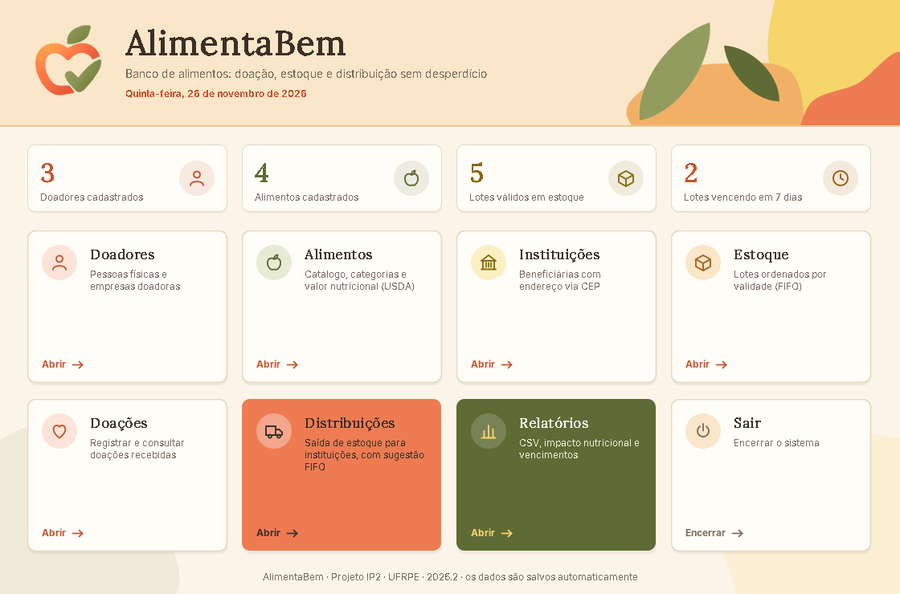 AlimentaBem
Banco de alimentos: doação, estoque e distribuição sem desperdício
Quinta-feira, 26 de novembro de 2026
3
Doadores cadastrados
4
Alimentos cadastrados
5
Lotes válidos em estoque
2
Lotes vencendo em 7 dias
Doadores
Pessoas físicas e
empresas doadoras
Abrir
Alimentos
Catálogo, categorias e
valor nutricional (USDA)
Abrir
Instituições
Beneficiárias com
endereço via CEP
Abrir
Estoque
Lotes ordenados por
validade (FIFO)
Abrir
Doações
Registrar e consultar
doações recebidas
Abrir
Distribuições
Saída de estoque para
instituições, com sugestão
FIFO
Abrir
Relatórios
CSV, impacto nutricional e
vencimentos
Abrir
Sair
Encerrar o sistema
Encerrar
AlimentaBem · Projeto IP2 · UFRPE · 2026.2 · os dados são salvos automaticamente